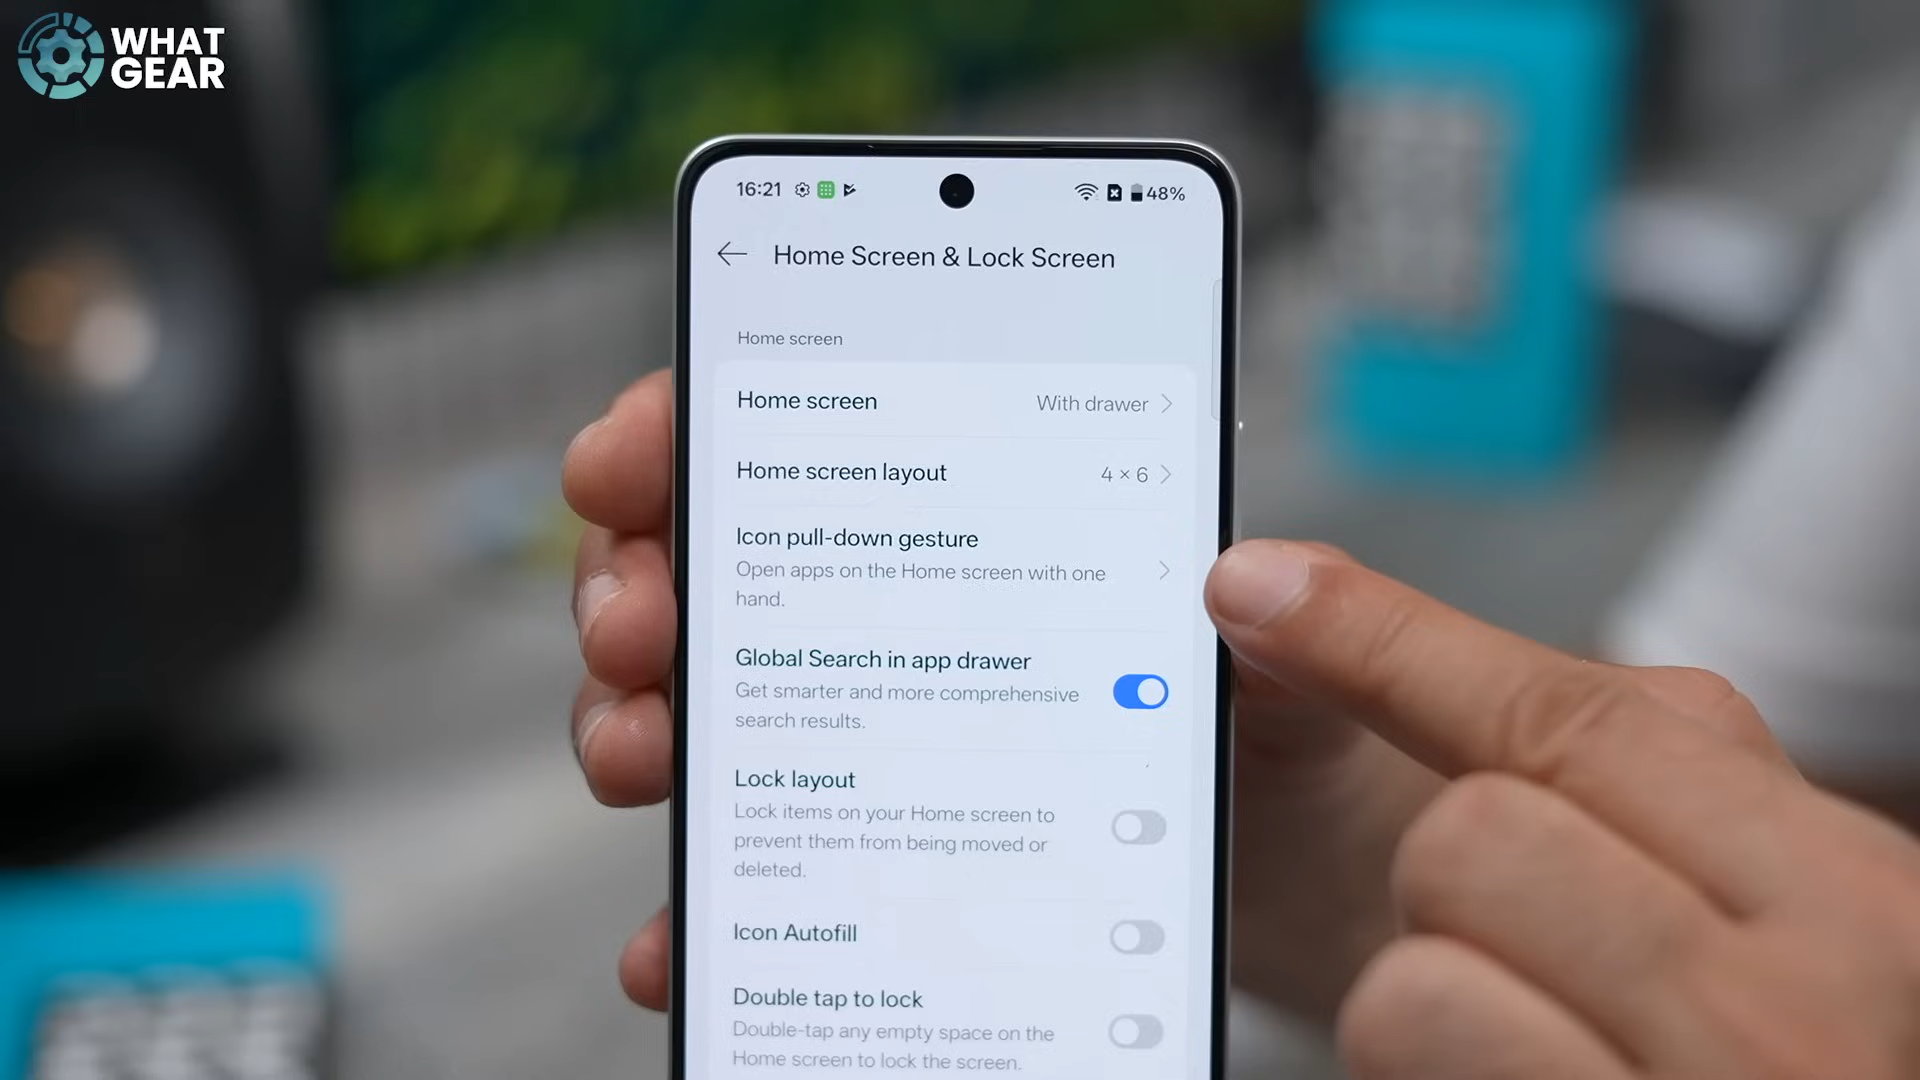 WHAT
GEAR
16:21
48%
Home Screen & Lock Screen
Home screen
Home screen
With drawer
Home screen layout
4 × 6
Icon pull-down gesture
Open apps on the Home screen with one
hand.
Global Search in app drawer
Get smarter and more comprehensive
search results.
Lock layout
Lock items on your Home screen to
prevent them from being moved or
deleted.
Icon Autofill
Double tap to lock
Double-tap any empty space on the
Home screen to lock the screen.